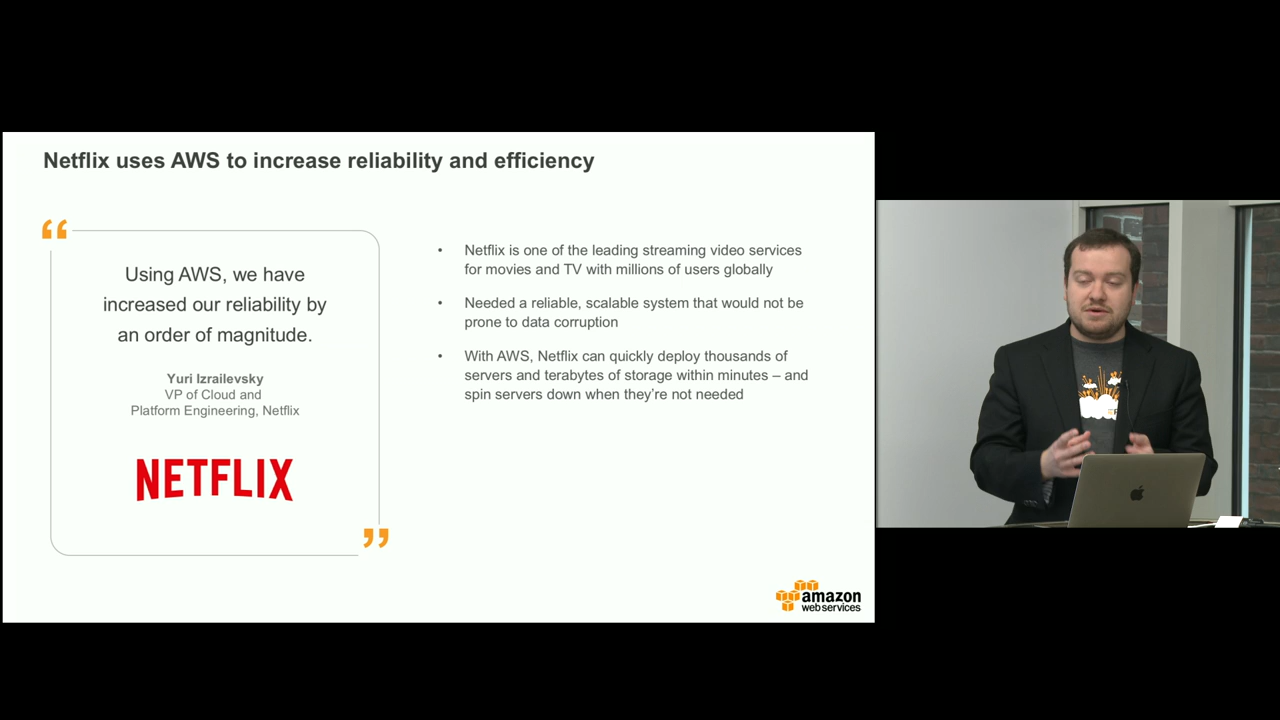 Netflix uses AWS to increase reliability and efficiency
“
Using AWS, we have
increased our reliability by
an order of magnitude.
Yuri Izrailevsky
VP of Cloud and
Platform Engineering, Netflix
NETFLIX
”
• Netflix is one of the leading streaming video services
for movies and TV with millions of users globally
• Needed a reliable, scalable system that would not be
prone to data corruption
• With AWS, Netflix can quickly deploy thousands of
servers and terabytes of storage within minutes – and
spin servers down when they’re not needed
amazon
web services